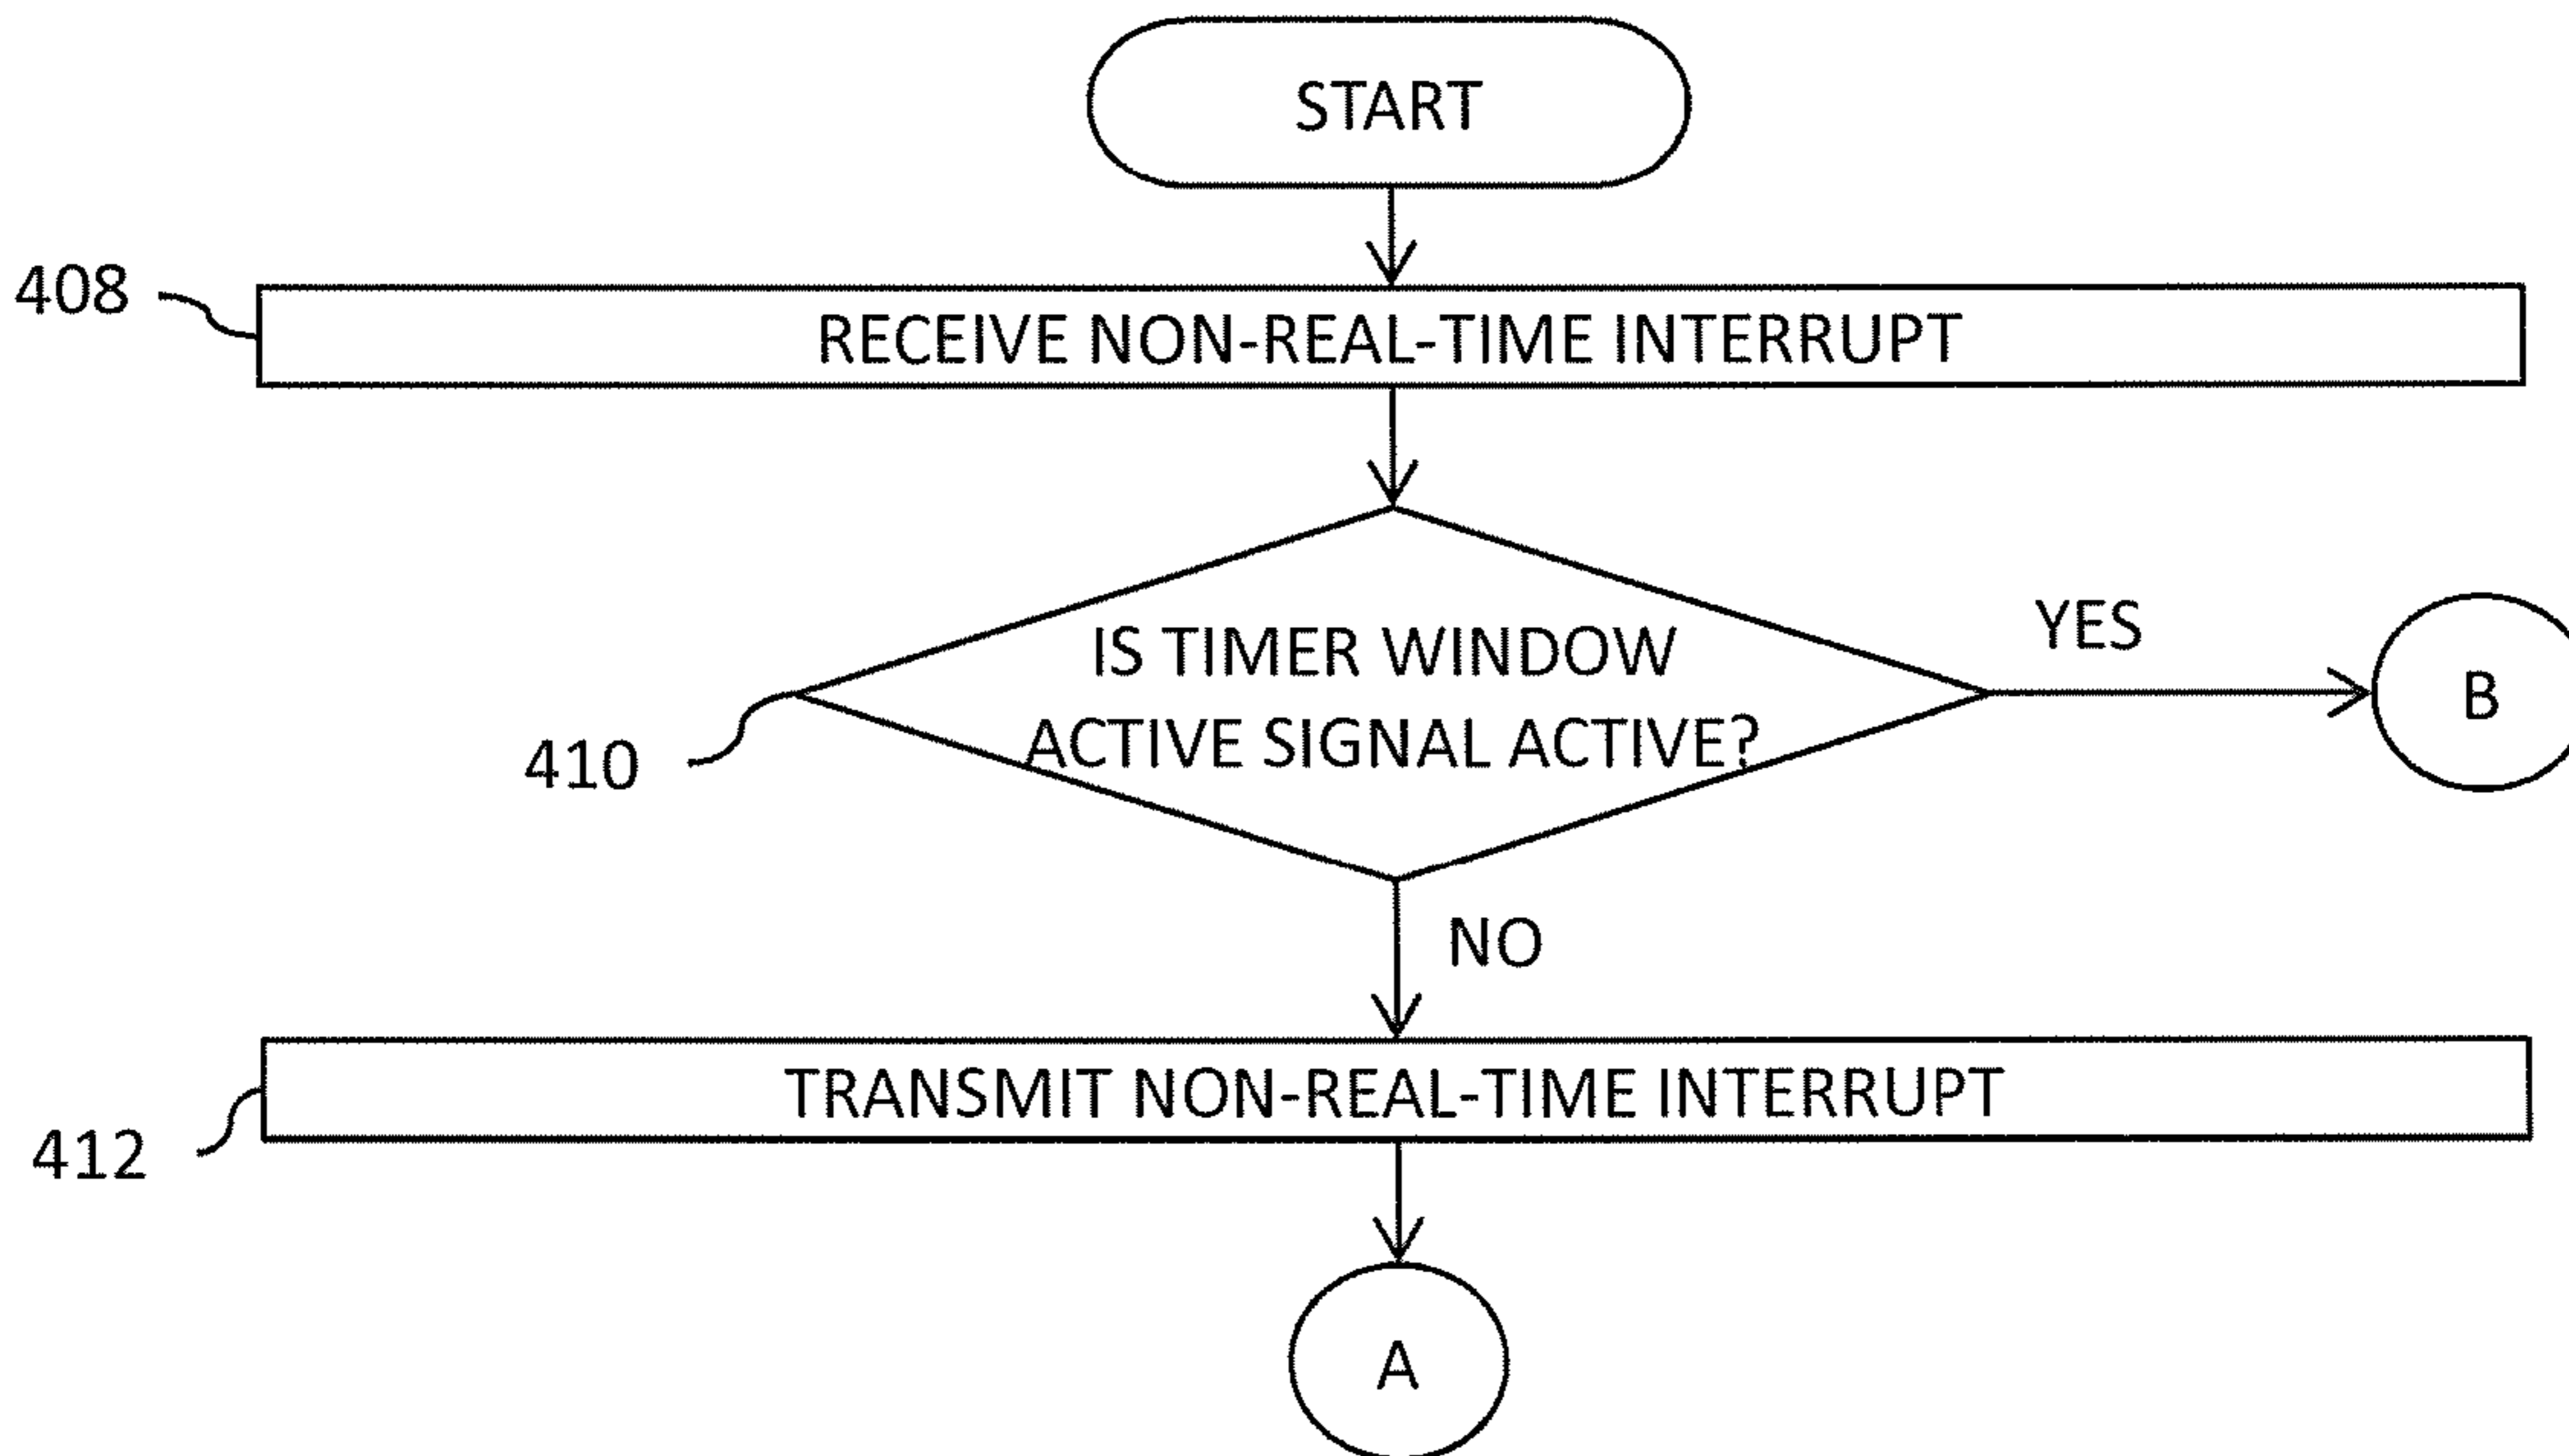 START
408
RECEIVE NON-REAL-TIME INTERRUPT
IS TIMER WINDOW
ACTIVE SIGNAL ACTIVE?
YES
B
410
NO
TRANSMIT NON-REAL-TIME INTERRUPT
412
A